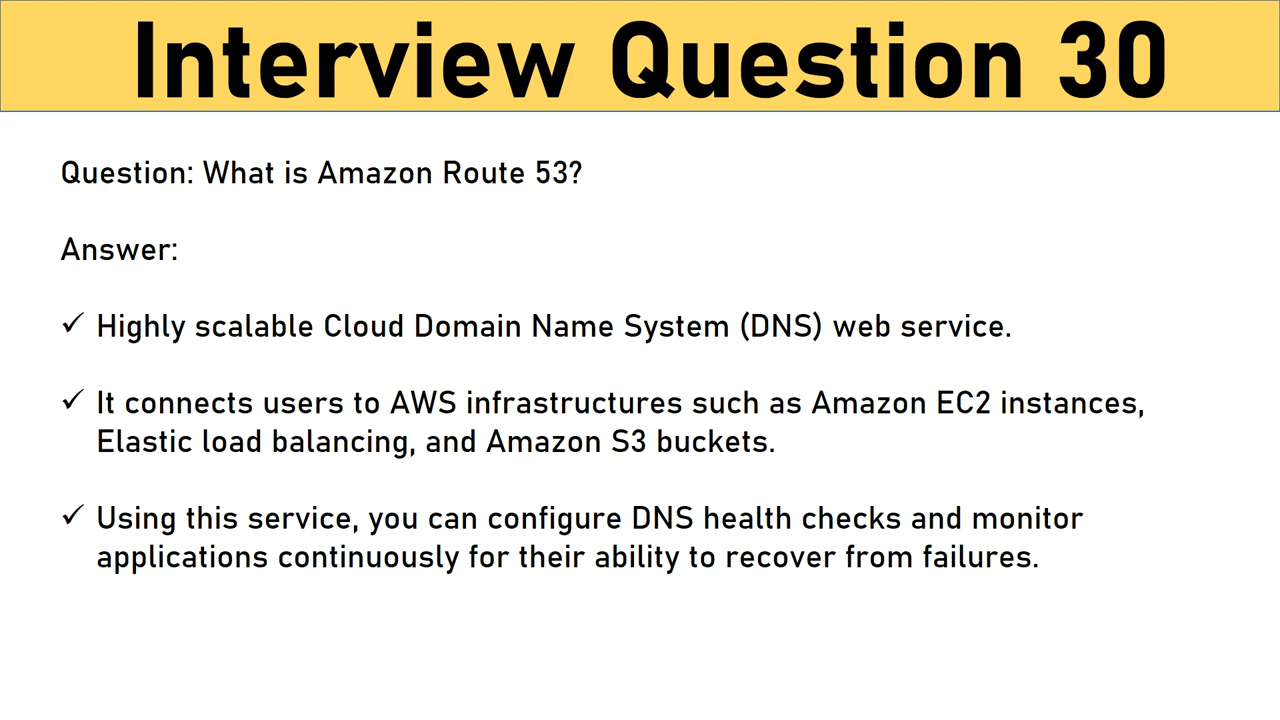 Interview Question 30
Question: What is Amazon Route 53?
Answer:
✓ Highly scalable Cloud Domain Name System (DNS) web service.
✓ It connects users to AWS infrastructures such as Amazon EC2 instances,
Elastic load balancing, and Amazon S3 buckets.
✓ Using this service, you can configure DNS health checks and monitor
applications continuously for their ability to recover from failures.